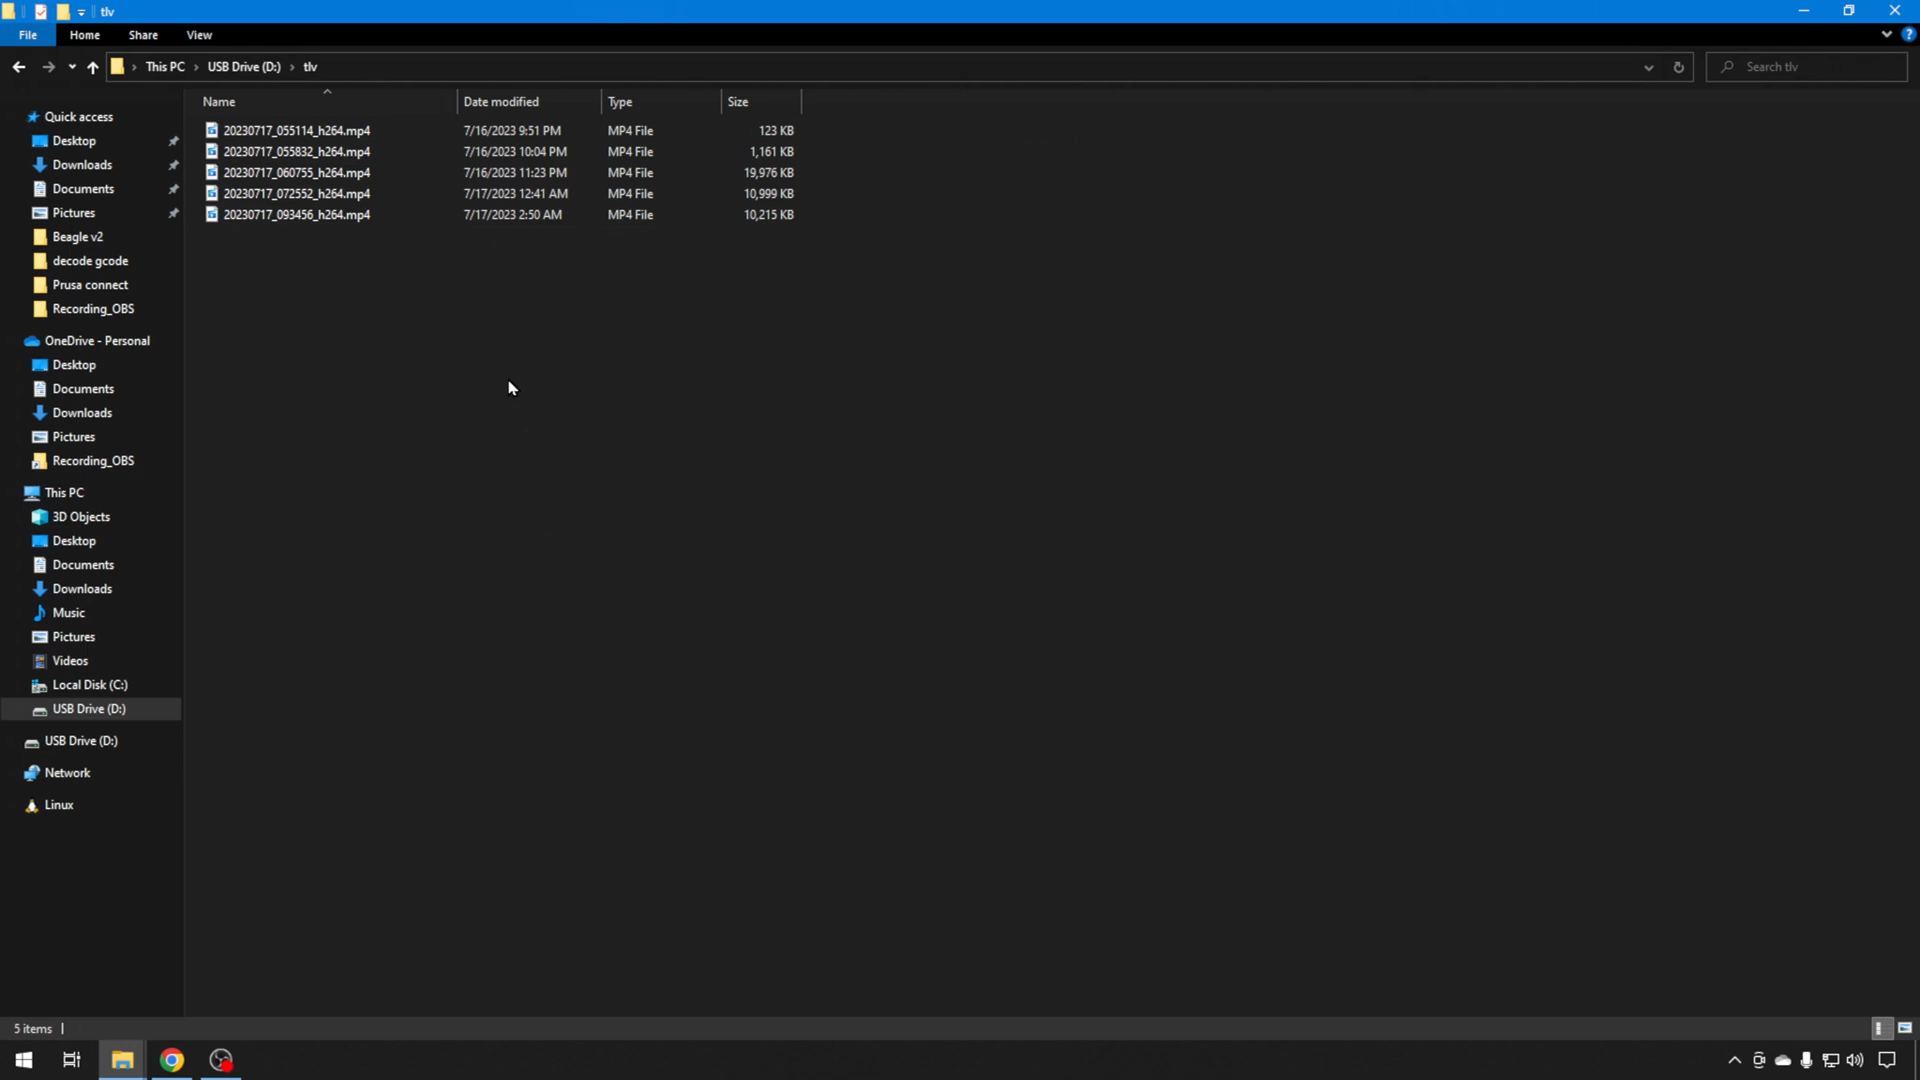 tlv
File Home Share View
This PC > USB Drive (D:) > tlv
Search tlv
Name Date modified Type Size
20230717_055114_h264.mp4 7/16/2023 9:51 PM MP4 File 123 KB
20230717_055832_h264.mp4 7/16/2023 10:04 PM MP4 File 1,161 KB
20230717_060755_h264.mp4 7/16/2023 11:23 PM MP4 File 19,976 KB
20230717_072552_h264.mp4 7/17/2023 12:41 AM MP4 File 10,999 KB
20230717_093456_h264.mp4 7/17/2023 2:50 AM MP4 File 10,215 KB
Quick access
Desktop
Downloads
Documents
Pictures
Beagle v2
decode gcode
Prusa connect
Recording_OBS
OneDrive - Personal
Desktop
Documents
Downloads
Pictures
Recording_OBS
This PC
3D Objects
Desktop
Documents
Downloads
Music
Pictures
Videos
Local Disk (C:)
USB Drive (D:)
USB Drive (D:)
Network
Linux
5 items